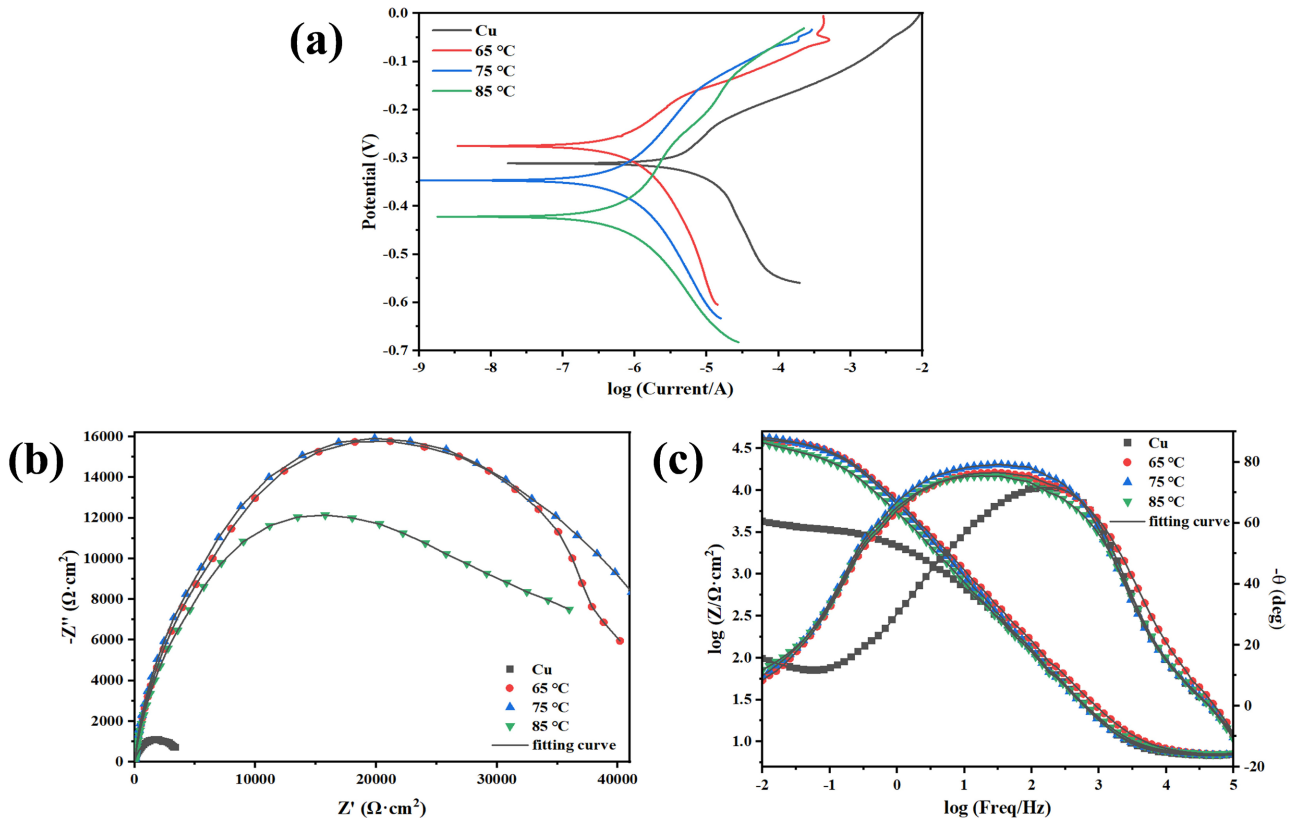 (a)
Cu
65 °C
75 °C
85 °C
0.0
-0.1
-0.2
-0.3
-0.4
-0.5
-0.6
-0.7
Potential (V)
-9 -8 -7 -6 -5 -4 -3 -2
log (Current/A)
(b)
16000
14000
12000
10000
8000
6000
4000
2000
0
-Z'' (Ω·cm²)
Cu
65 °C
75 °C
85 °C
fitting curve
0 10000 20000 30000 40000
Z' (Ω·cm²)
(c)
4.5
4.0
3.5
3.0
2.5
2.0
1.5
1.0
log (Z/Ω·cm²)
Cu
65 °C
75 °C
85 °C
fitting curve
80
60
40
20
0
-20
-θ (deg)
-2 -1 0 1 2 3 4 5
log (Freq/Hz)